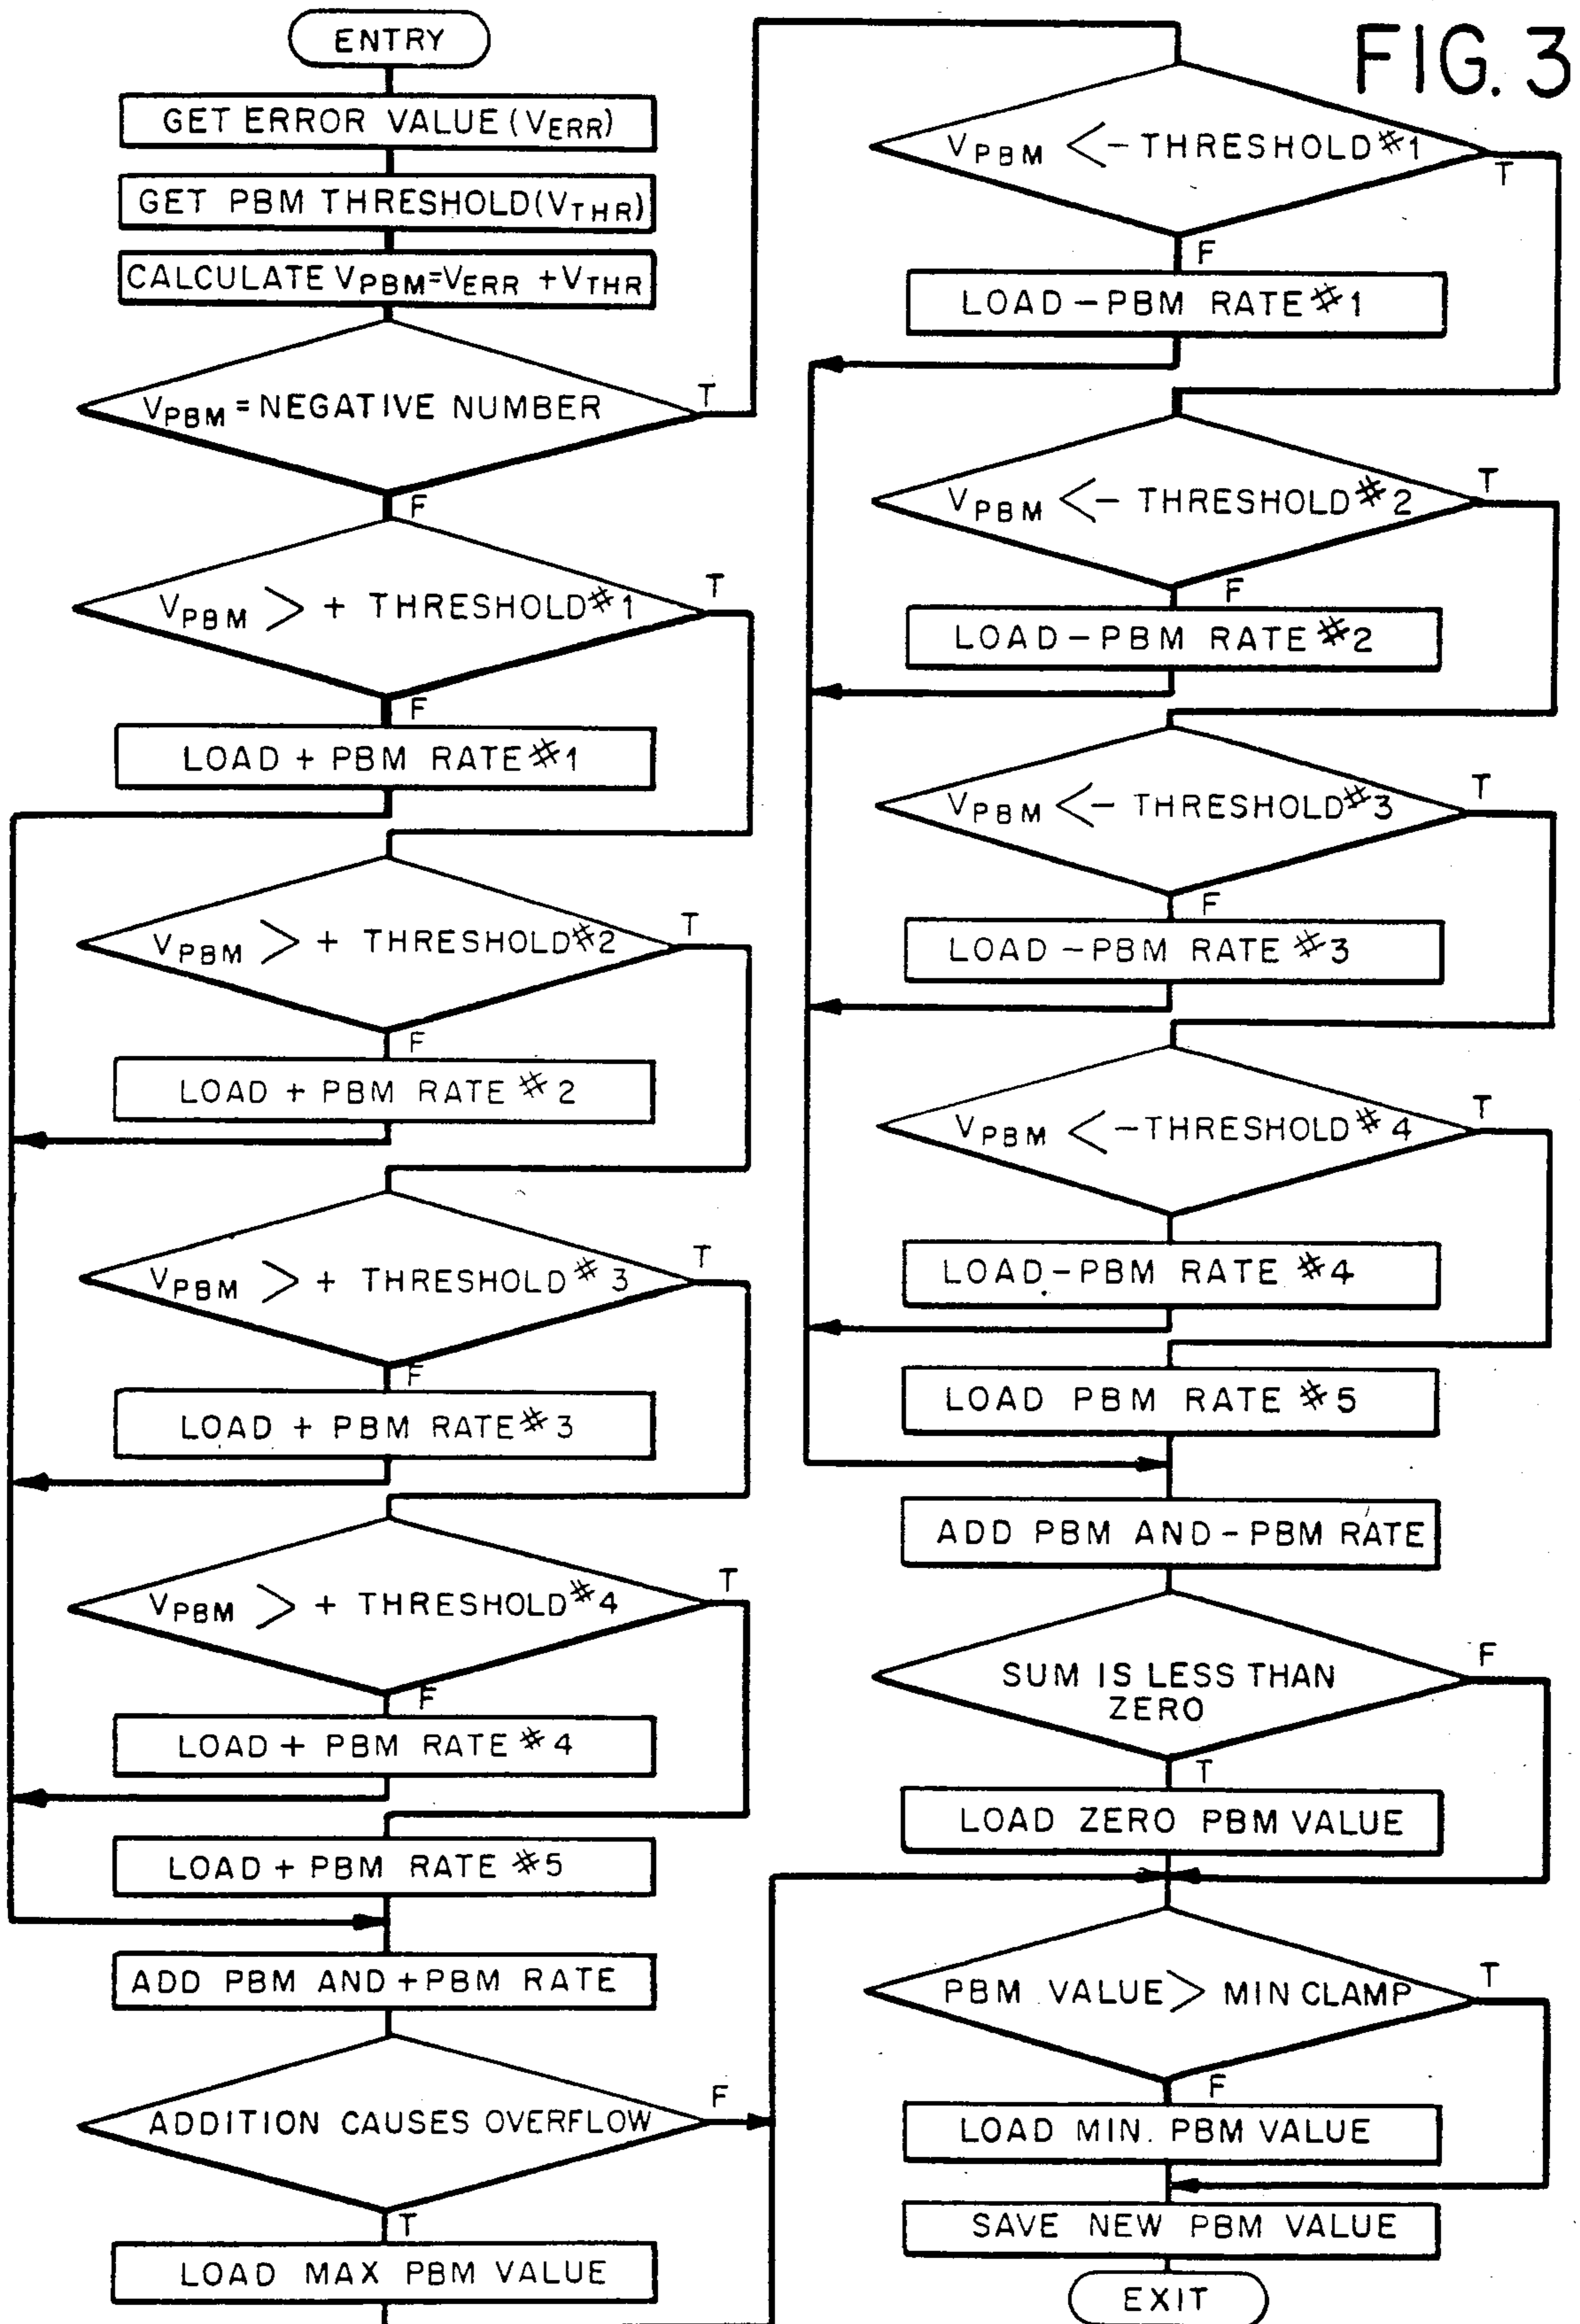 FIG. 3
ENTRY
GET ERROR VALUE (VERR)
GET PBM THRESHOLD (VTHR)
CALCULATE VPBM=VERR +VTHR
VPBM = NEGATIVE NUMBER
T
F
VPBM > + THRESHOLD #1
T
F
LOAD + PBM RATE #1
VPBM > + THRESHOLD #2
T
F
LOAD + PBM RATE #2
VPBM > + THRESHOLD #3
T
F
LOAD + PBM RATE #3
VPBM > + THRESHOLD #4
T
F
LOAD + PBM RATE #4
LOAD + PBM RATE #5
ADD PBM AND +PBM RATE
ADDITION CAUSES OVERFLOW
F
T
LOAD MAX PBM VALUE
VPBM < - THRESHOLD #1
T
F
LOAD - PBM RATE #1
VPBM < - THRESHOLD #2
T
F
LOAD - PBM RATE #2
VPBM < - THRESHOLD #3
T
F
LOAD - PBM RATE #3
VPBM < - THRESHOLD #4
T
LOAD - PBM RATE #4
LOAD PBM RATE #5
ADD PBM AND - PBM RATE
SUM IS LESS THAN
ZERO
F
T
LOAD ZERO PBM VALUE
PBM VALUE > MIN CLAMP
T
F
LOAD MIN. PBM VALUE
SAVE NEW PBM VALUE
EXIT